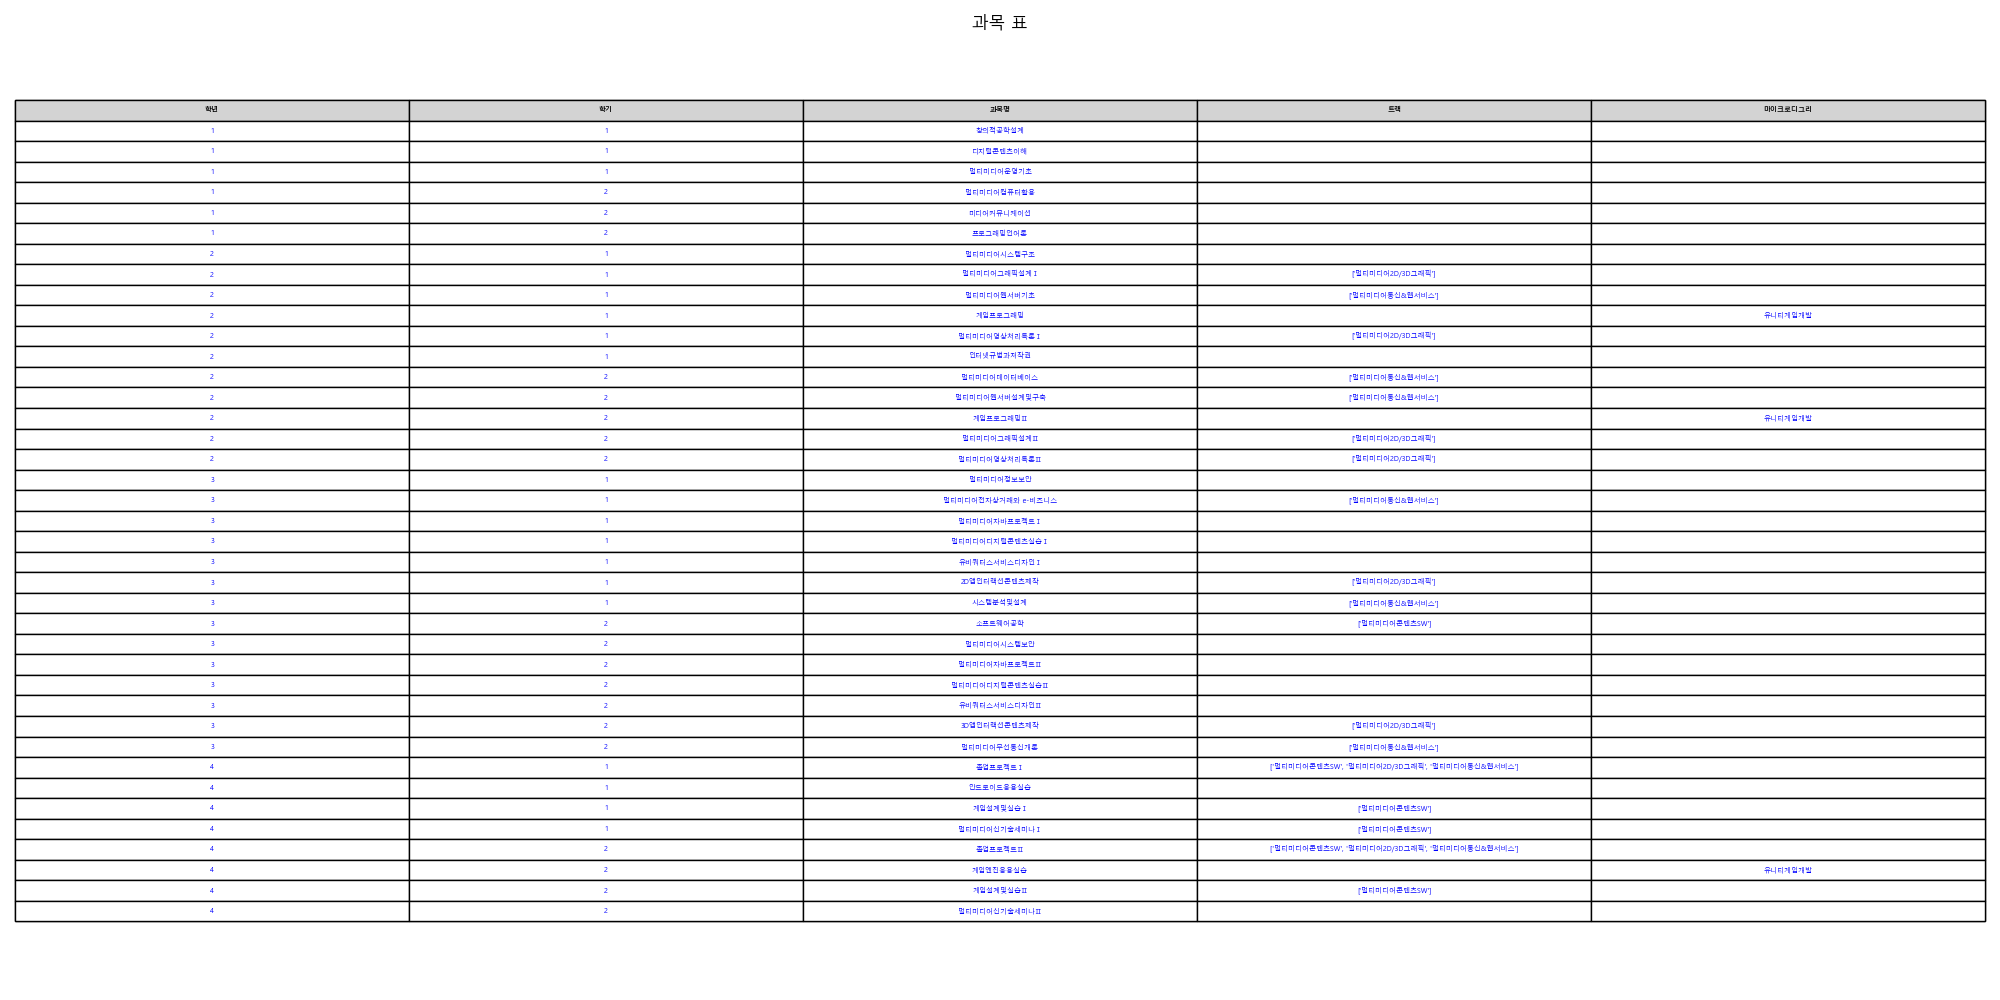 과목 표
학년 학기 과목명 트랙 마이크로디그리
1 1 창의적공학설계
1 1 디지털콘텐츠이해
1 1 멀티미디어운영기초
1 2 멀티미디어컴퓨터활용
1 2 미디어커뮤니케이션
1 2 프로그래밍언어론
2 1 멀티미디어시스템구조
2 1 멀티미디어그래픽설계Ⅰ ['멀티미디어2D/3D그래픽']
2 1 멀티미디어웹서버기초 ['멀티미디어통신&웹서비스']
2 1 게임프로그래밍 유니티게임개발
2 1 멀티미디어영상처리특론Ⅰ ['멀티미디어2D/3D그래픽']
2 1 인터넷규범과저작권
2 2 멀티미디어데이터베이스 ['멀티미디어통신&웹서비스']
2 2 멀티미디어웹서버설계및구축 ['멀티미디어통신&웹서비스']
2 2 게임프로그래밍Ⅱ 유니티게임개발
2 2 멀티미디어그래픽설계Ⅱ ['멀티미디어2D/3D그래픽']
2 2 멀티미디어영상처리특론Ⅱ ['멀티미디어2D/3D그래픽']
3 1 멀티미디어정보보안
3 1 멀티미디어전자상거래와 e-비즈니스 ['멀티미디어통신&웹서비스']
3 1 멀티미디어자바프로젝트Ⅰ
3 1 멀티미디어디지털콘텐츠실습Ⅰ
3 1 유비쿼터스서비스디자인Ⅰ
3 1 2D앱인터랙션콘텐츠제작 ['멀티미디어2D/3D그래픽']
3 1 시스템분석및설계 ['멀티미디어통신&웹서비스']
3 2 소프트웨어공학 ['멀티미디어콘텐츠SW']
3 2 멀티미디어시스템보안
3 2 멀티미디어자바프로젝트Ⅱ
3 2 멀티미디어디지털콘텐츠실습Ⅱ
3 2 유비쿼터스서비스디자인Ⅱ
3 2 3D앱인터랙션콘텐츠제작 ['멀티미디어2D/3D그래픽']
3 2 멀티미디어무선통신개론 ['멀티미디어통신&웹서비스']
4 1 졸업프로젝트Ⅰ ['멀티미디어콘텐츠SW', '멀티미디어2D/3D그래픽', '멀티미디어통신&웹서비스']
4 1 안드로이드응용실습
4 1 게임설계및실습Ⅰ ['멀티미디어콘텐츠SW']
4 1 멀티미디어신기술세미나Ⅰ ['멀티미디어콘텐츠SW']
4 2 졸업프로젝트Ⅱ ['멀티미디어콘텐츠SW', '멀티미디어2D/3D그래픽', '멀티미디어통신&웹서비스']
4 2 게임엔진응용실습 유니티게임개발
4 2 게임설계및실습Ⅱ ['멀티미디어콘텐츠SW']
4 2 멀티미디어신기술세미나Ⅱ